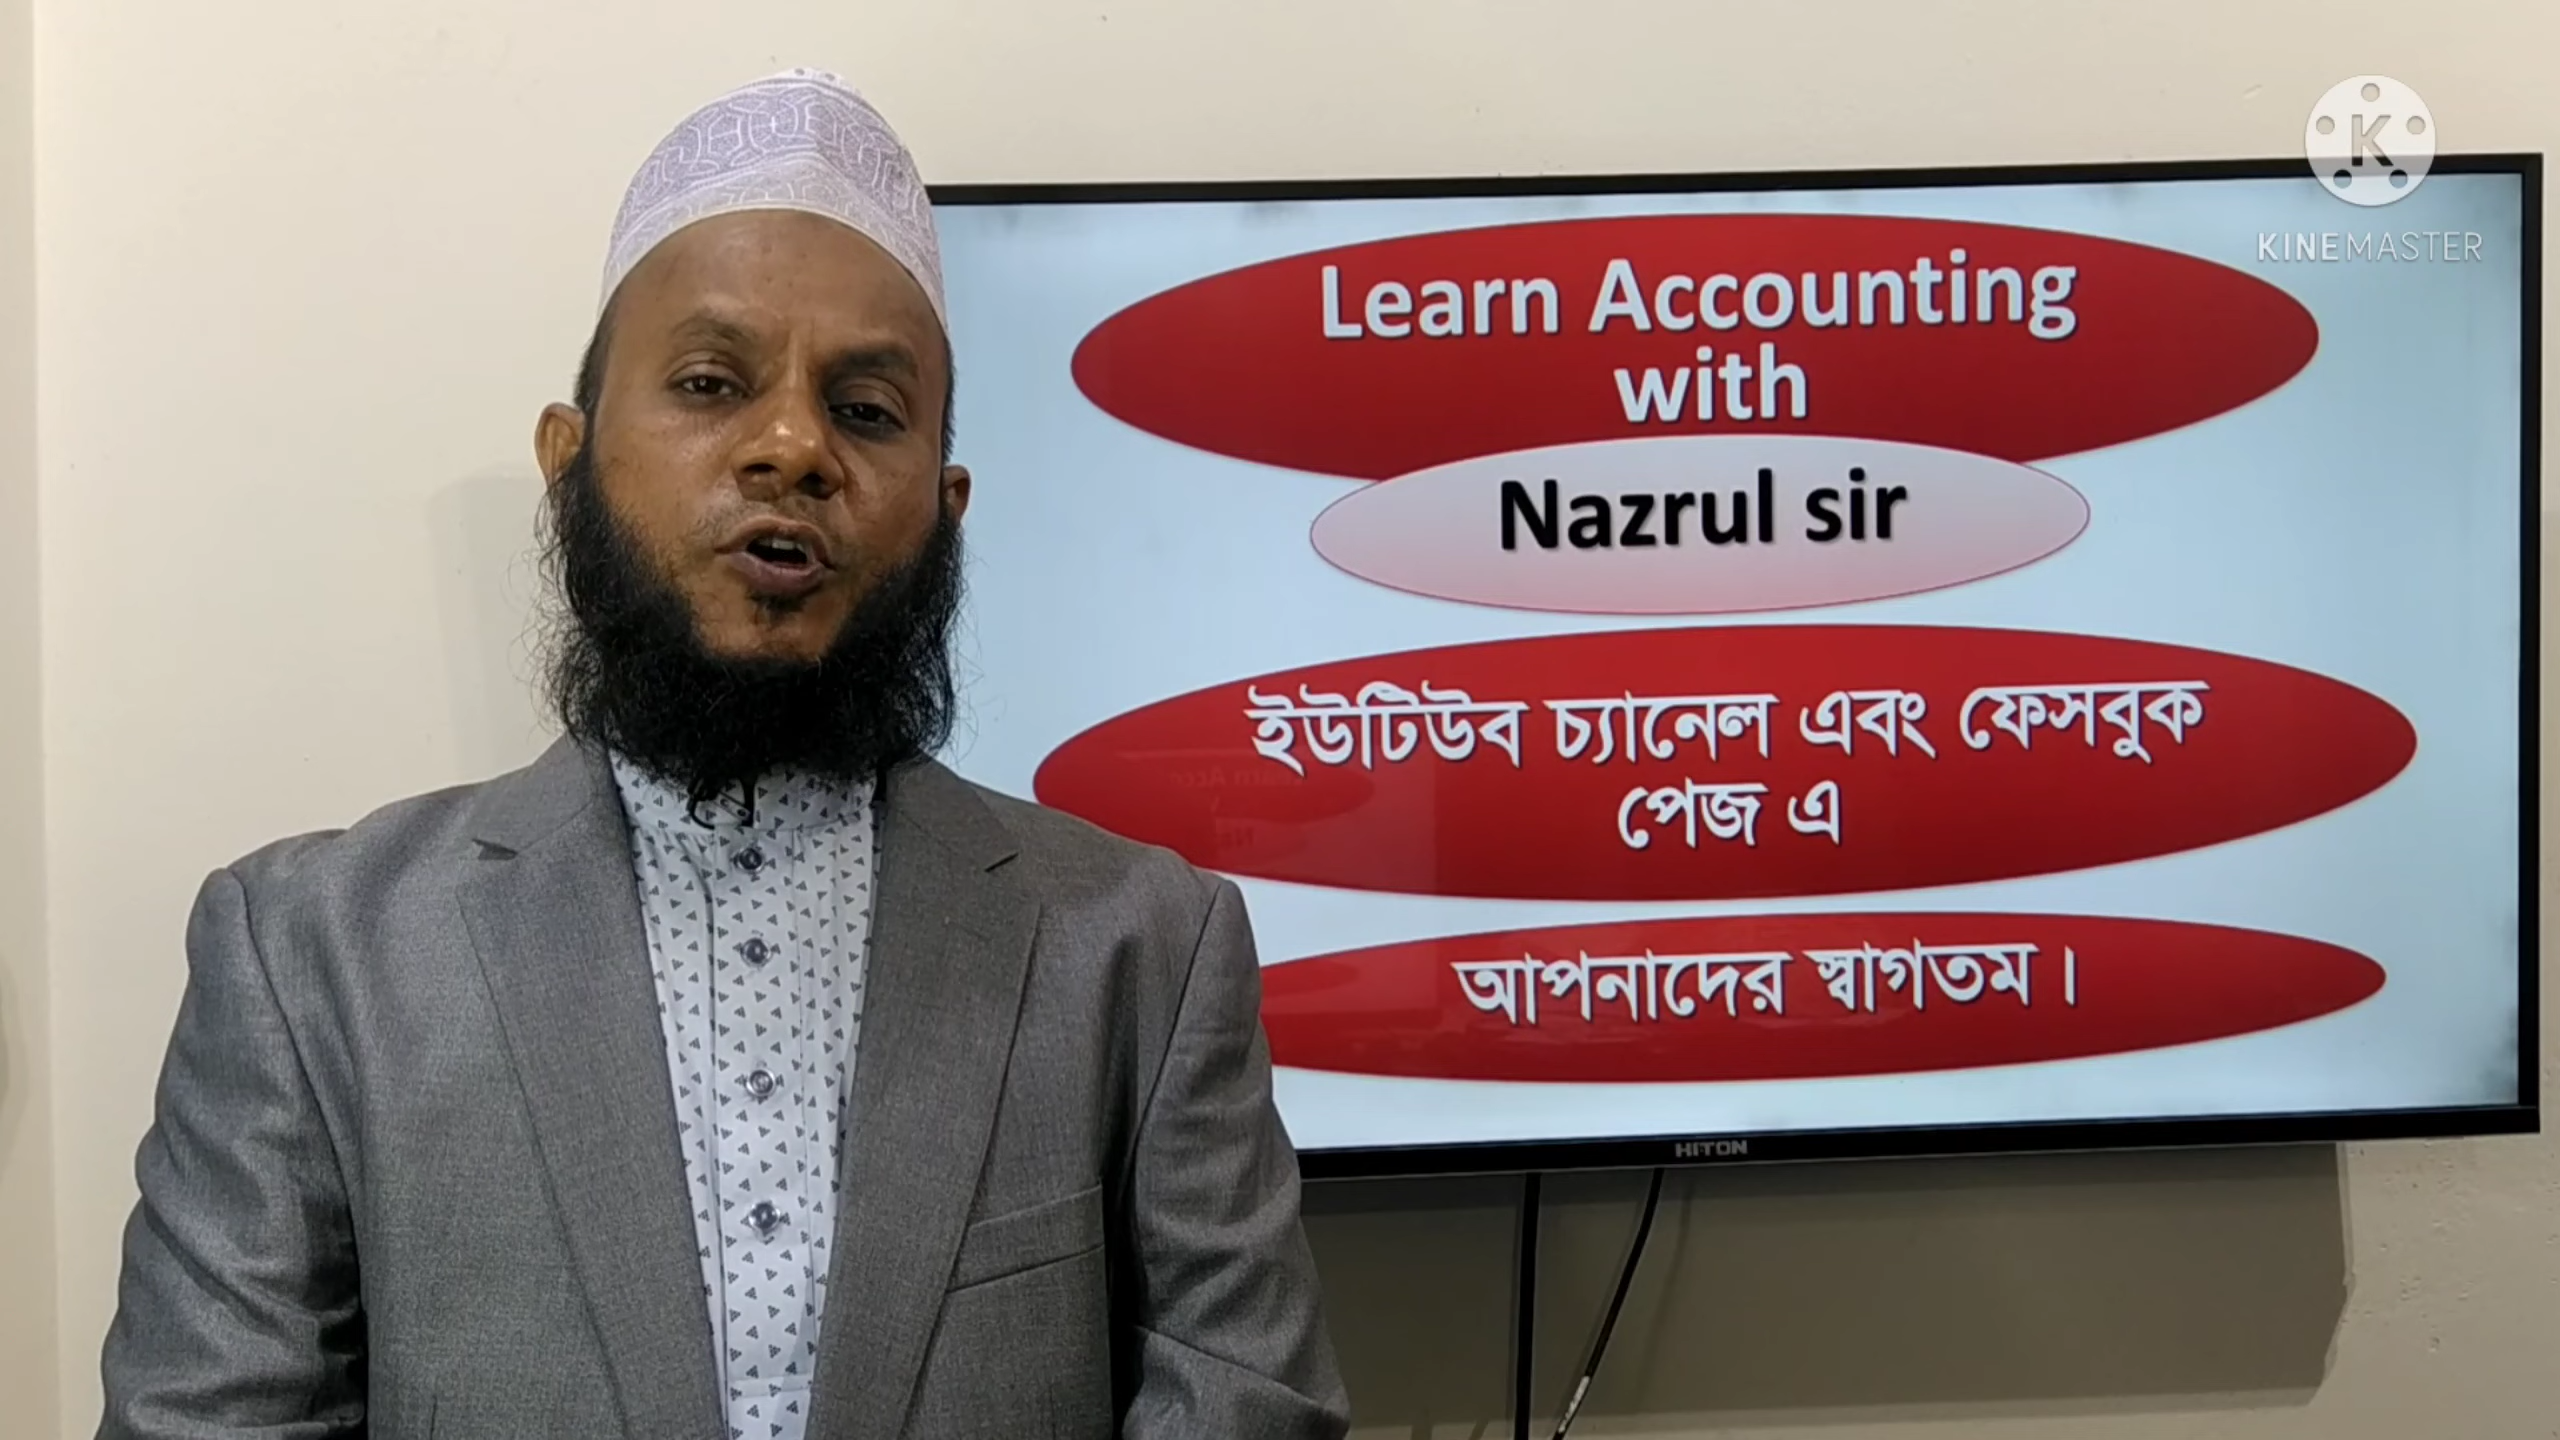 KINEMASTER
Learn Accounting
with
Nazrul sir
ইউটিউব চ্যানেল এবং ফেসবুক
পেজ এ
আপনাদের স্বাগতম।
HITON